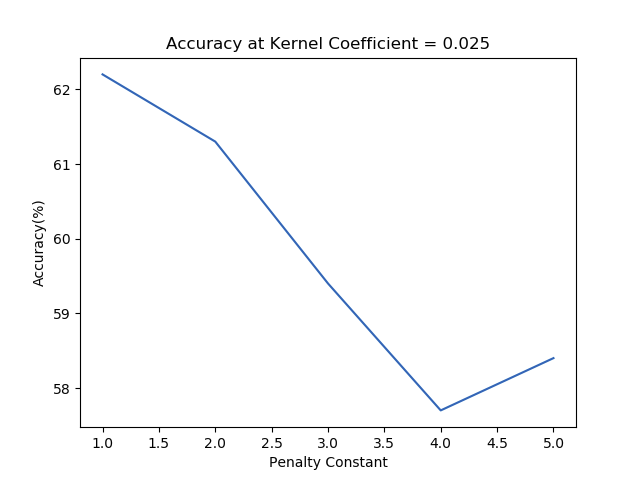 Accuracy at Kernel Coefficient = 0.025
62
61
60
59
58
Accuracy(%)
1.0 1.5 2.0 2.5 3.0 3.5 4.0 4.5 5.0
Penalty Constant